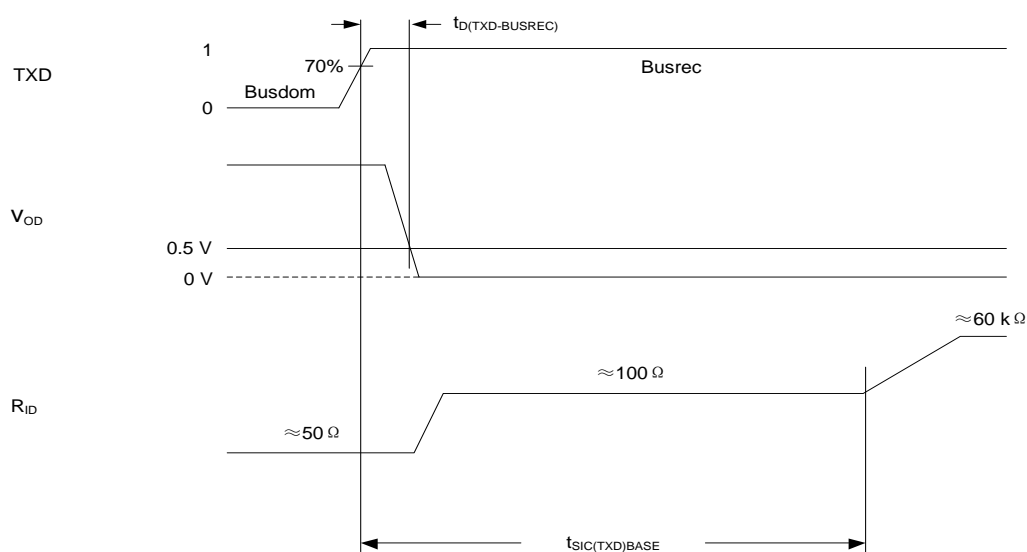 tD(TXD-BUSREC)
1
70%
TXD
Busrec
Busdom
0
VOD
0.5 V
0 V
≈60 k Ω
≈100 Ω
RID
≈50 Ω
tSIC(TXD)BASE